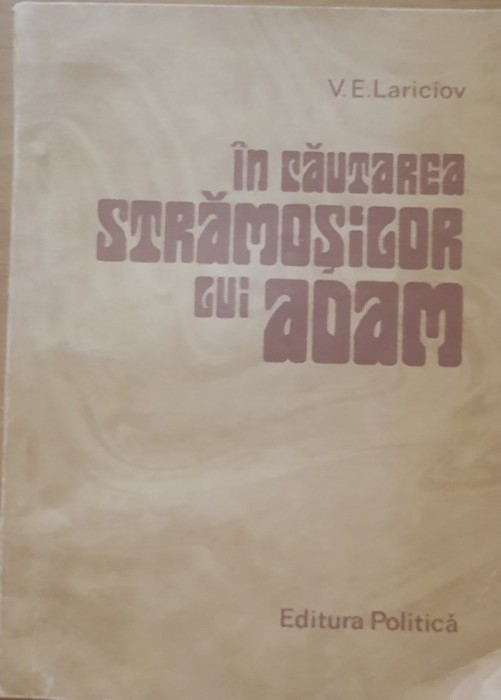 V. E. Lariciov
în căutarea
strămoșilor
lui adam
Editura Politică